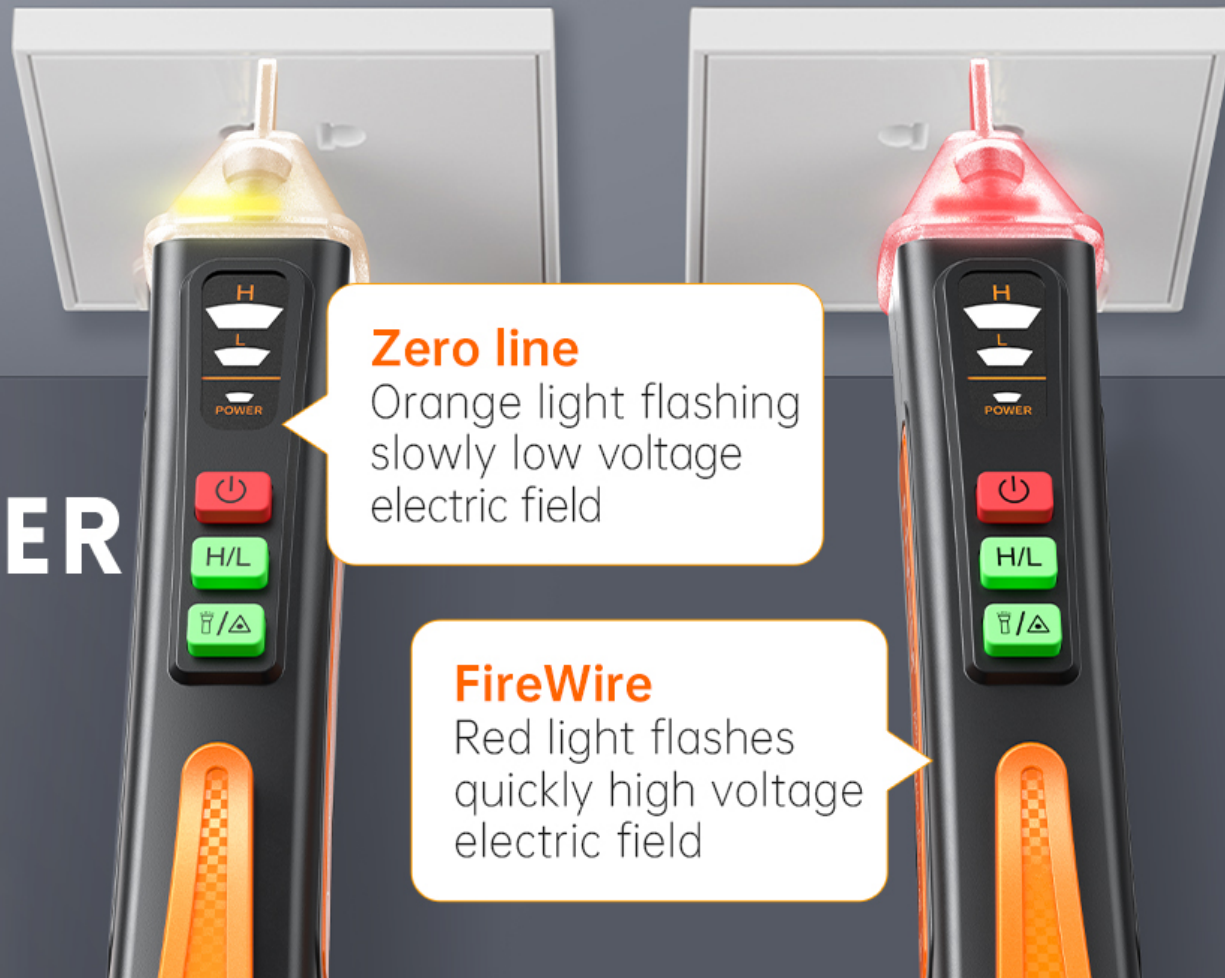 H
L
POWER
H/L
ER
Zero line
Orange light flashing
slowly low voltage
electric field
FireWire
Red light flashes
quickly high voltage
electric field
H
L
POWER
H/L